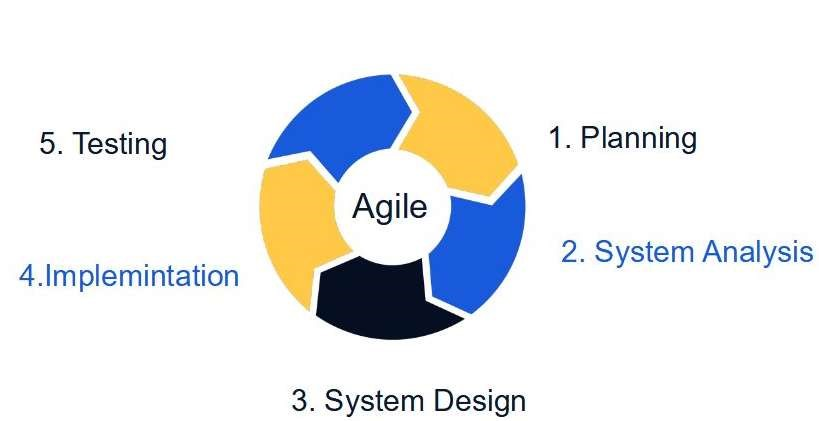 5. Testing
1. Planning
Agile
4.Implemintation
2. System Analysis
3. System Design